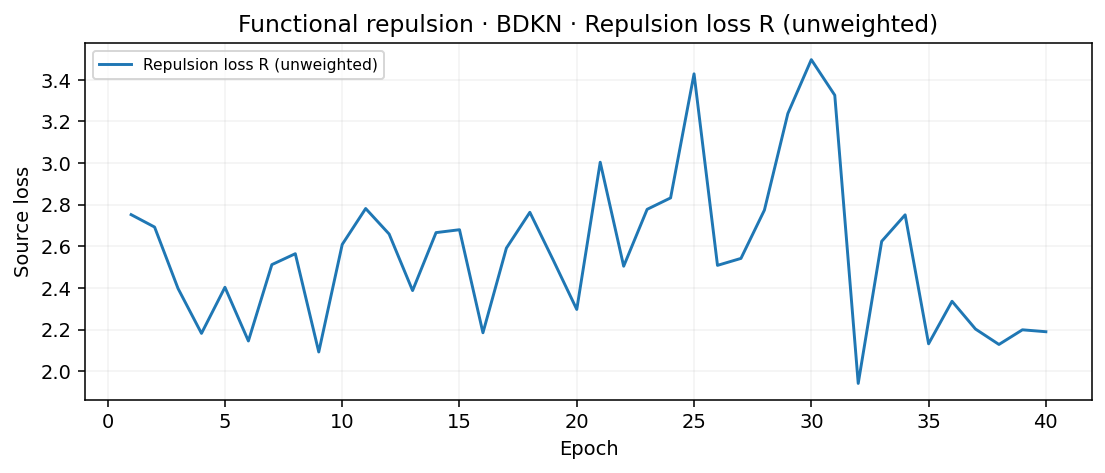 Functional repulsion · BDKN · Repulsion loss R (unweighted)
Repulsion loss R (unweighted)
Source loss
3.4
3.2
3.0
2.8
2.6
2.4
2.2
2.0
0 5 10 15 20 25 30 35 40
Epoch